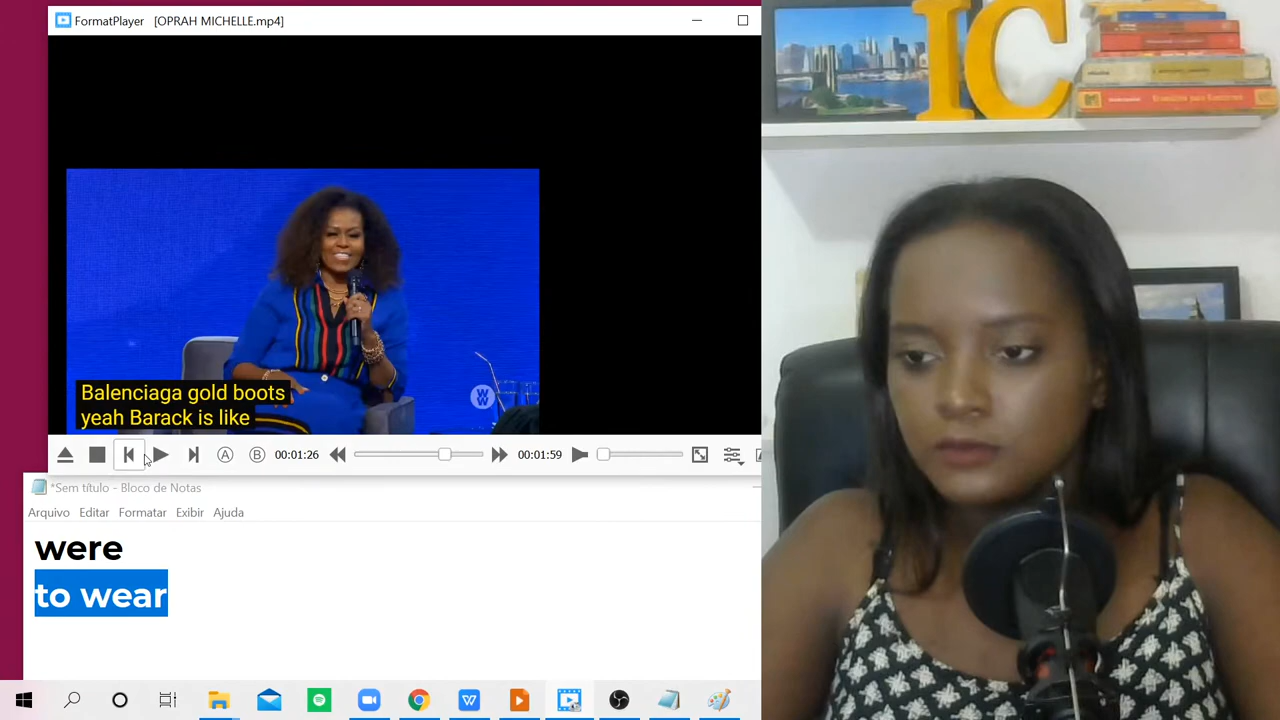 FormatPlayer [OPRAH MICHELLE.mp4]
IC
Balenciaga gold boots
yeah Barack is like
W
W
A
B
00:01:26
00:01:59
*Sem título - Bloco de Notas
Arquivo Editar Formatar Exibir Ajuda
were
to wear